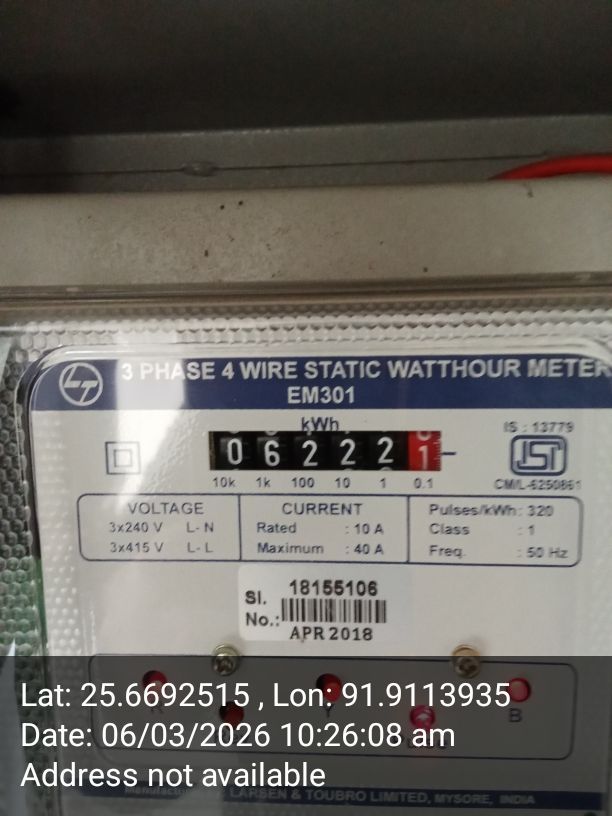 3 PHASE 4 WIRE STATIC WATTHOUR METER
EM301
kWh
IS : 13779
0 6 2 2 2 1
10k 1k 100 10 1 0.1
CM/L-6250861
VOLTAGE
3x240 V L- N
3x415 V L- L
CURRENT
Rated : 10 A
Maximum : 40 A
Pulses/kWh: 320
Class : 1
Freq. : 50 Hz
Sl. No.:
18155106
APR 2018
B
Lat: 25.6692515 , Lon: 91.9113935
Date: 06/03/2026 10:26:08 am
Address not available
LARSEN & TOUBRO LIMITED, MYSORE, INDIA